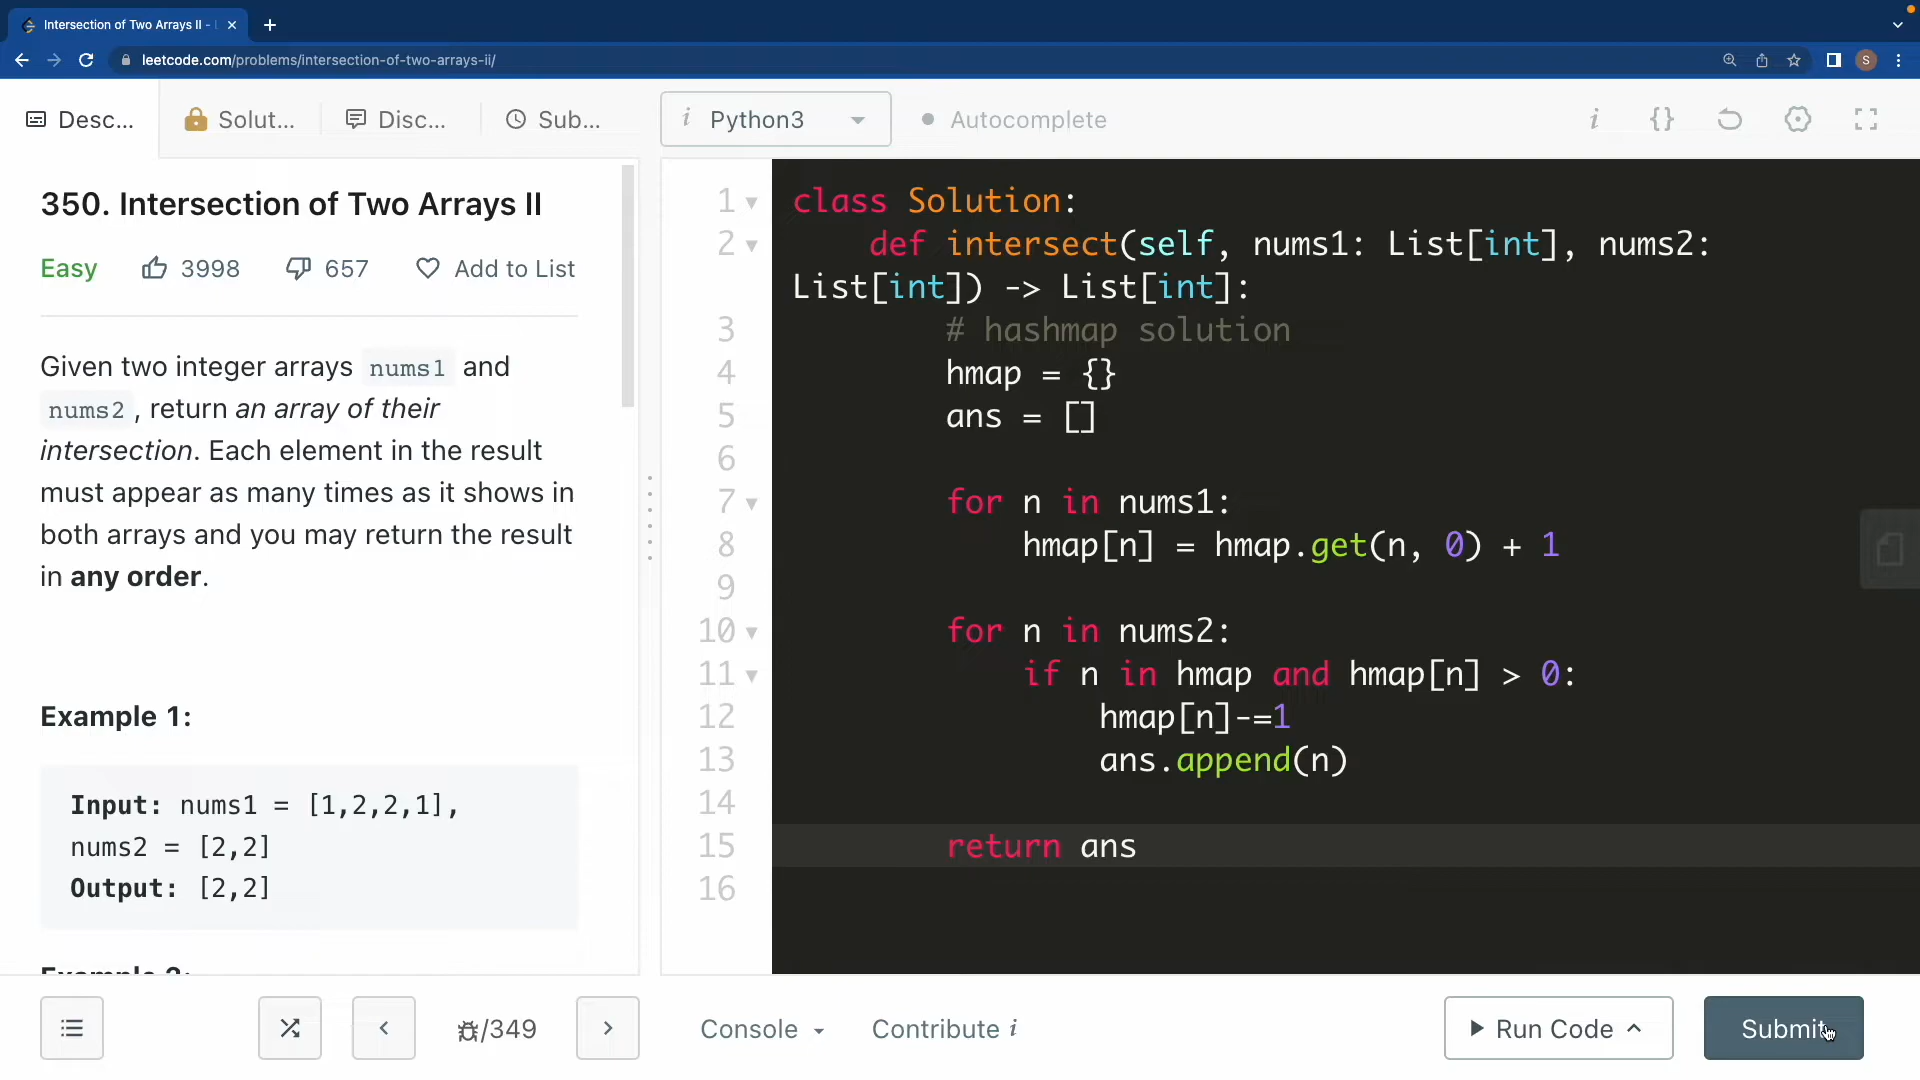 Intersection of Two Arrays II -
leetcode.com/problems/intersection-of-two-arrays-ii/
S
Desc...
Solut...
Disc...
Sub...
i Python3
Autocomplete
i {}
350. Intersection of Two Arrays II
Easy 3998 657 Add to List
Given two integer arrays nums1 and
nums2 , return an array of their
intersection. Each element in the result
must appear as many times as it shows in
both arrays and you may return the result
in any order.
Example 1:
Input: nums1 = [1,2,2,1],
nums2 = [2,2]
Output: [2,2]
Example 2:
1 class Solution:
2 def intersect(self, nums1: List[int], nums2:
List[int]) -> List[int]:
3 # hashmap solution
4 hmap = {}
5 ans = []
6
7 for n in nums1:
8 hmap[n] = hmap.get(n, 0) + 1
9
10 for n in nums2:
11 if n in hmap and hmap[n] > 0:
12 hmap[n]-=1
13 ans.append(n)
14
15 return ans
16
/349
Console
Contribute i
Run Code
Submit